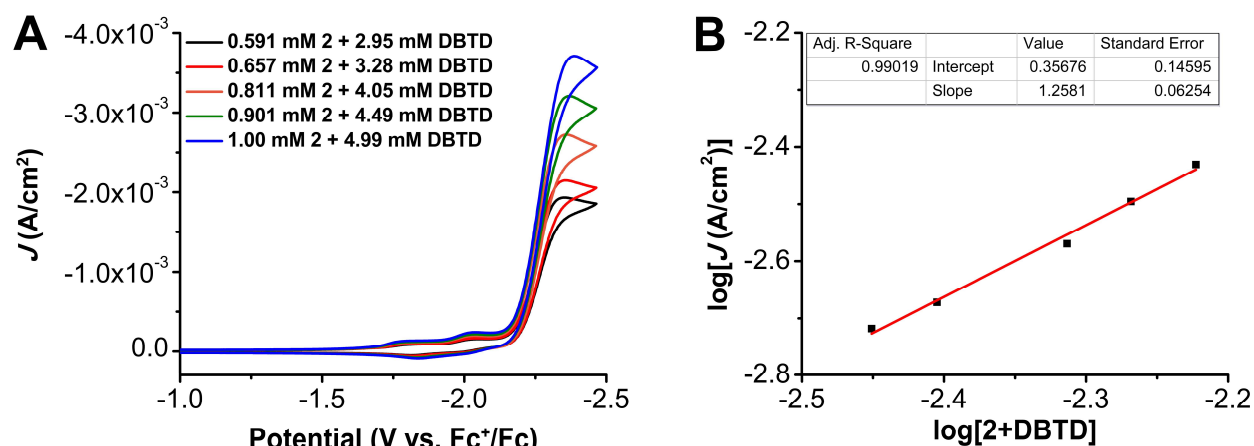 A
-4.0x10⁻³
-3.0x10⁻³
-2.0x10⁻³
-1.0x10⁻³
0.0
J (A/cm²)
0.591 mM 2 + 2.95 mM DBTD
0.657 mM 2 + 3.28 mM DBTD
0.811 mM 2 + 4.05 mM DBTD
0.901 mM 2 + 4.49 mM DBTD
1.00 mM 2 + 4.99 mM DBTD
-1.0 -1.5 -2.0 -2.5
Potential (V vs. Fc⁺/Fc)
B
-2.2
-2.4
-2.6
-2.8
log[J (A/cm²)]
Adj. R-Square Value Standard Error
0.99019 Intercept 0.35676 0.14595
Slope 1.2581 0.06254
-2.5 -2.4 -2.3 -2.2
log[2+DBTD]